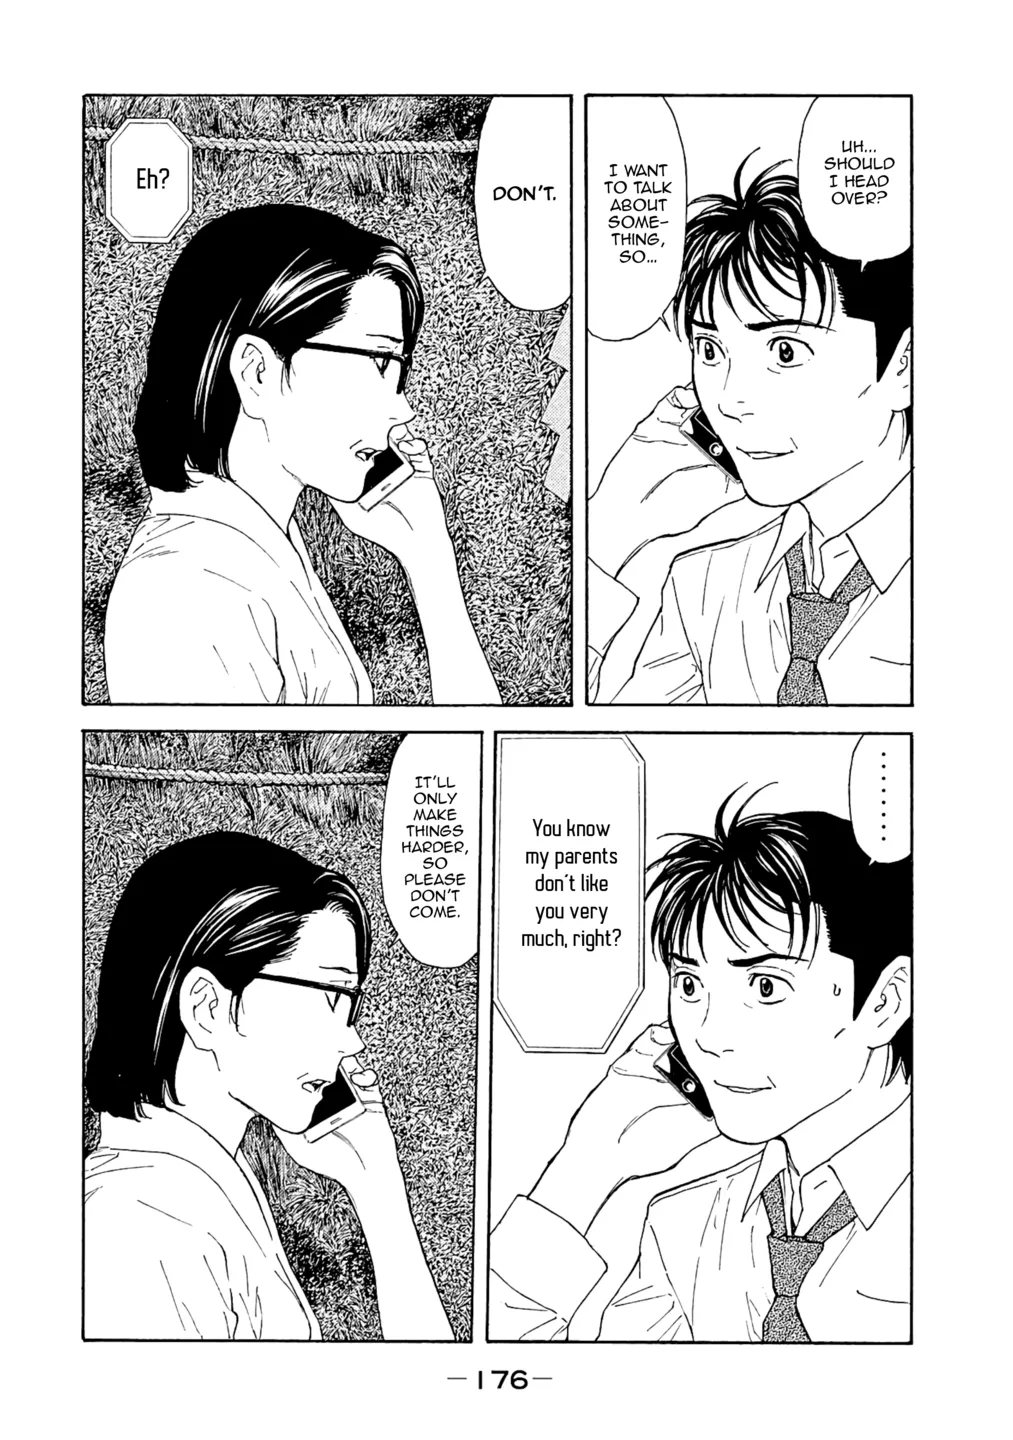 UH...
SHOULD
I HEAD
OVER?
I WANT
TO TALK
ABOUT
SOME-
THING,
SO...
DON'T.
Eh?
.........
You know
my parents
don't like
you very
much, right?
IT'LL
ONLY
MAKE
THINGS
HARDER,
SO
PLEASE
DON'T
COME.
— 176 —